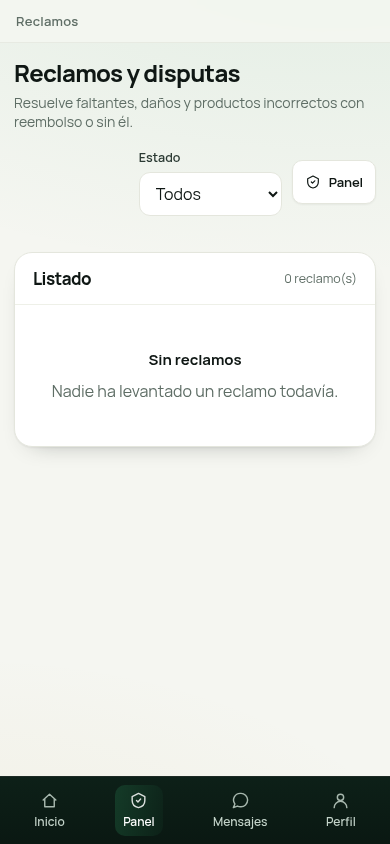 Reclamos
Reclamos y disputas
Resuelve faltantes, daños y productos incorrectos con
reembolso o sin él.
Estado
Todos
Panel
Listado
0 reclamo(s)
Sin reclamos
Nadie ha levantado un reclamo todavía.
Inicio
Panel
Mensajes
Perfil